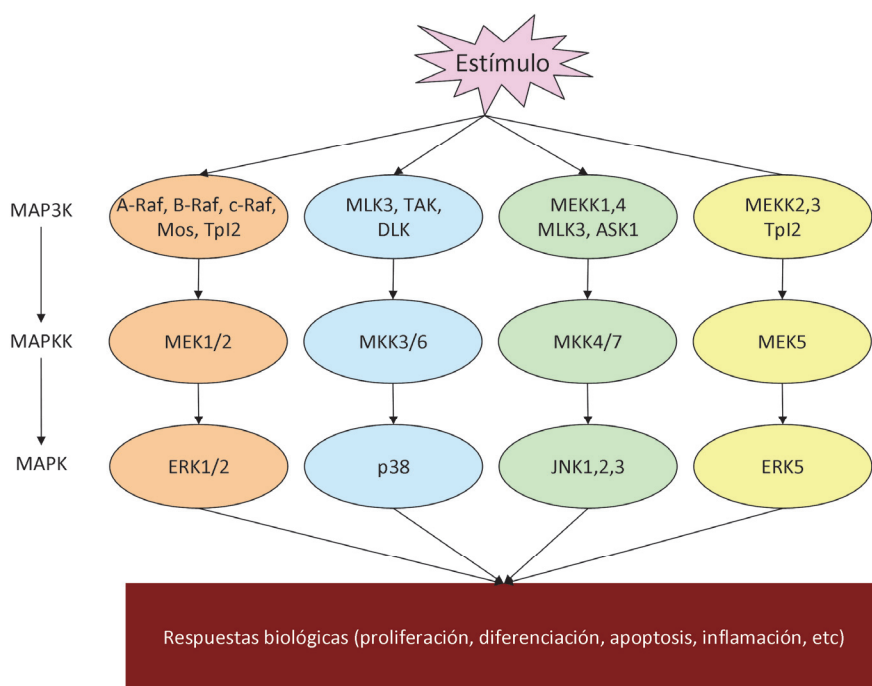 Estímulo
MAP3K
A-Raf, B-Raf, c-Raf,
Mos, TpI2
MLK3, TAK,
DLK
MEKK1,4
MLK3, ASK1
MEKK2,3
TpI2
MAPKK
MEK1/2
MKK3/6
MKK4/7
MEK5
MAPK
ERK1/2
p38
JNK1,2,3
ERK5
Respuestas biológicas (proliferación, diferenciación, apoptosis, inflamación, etc)